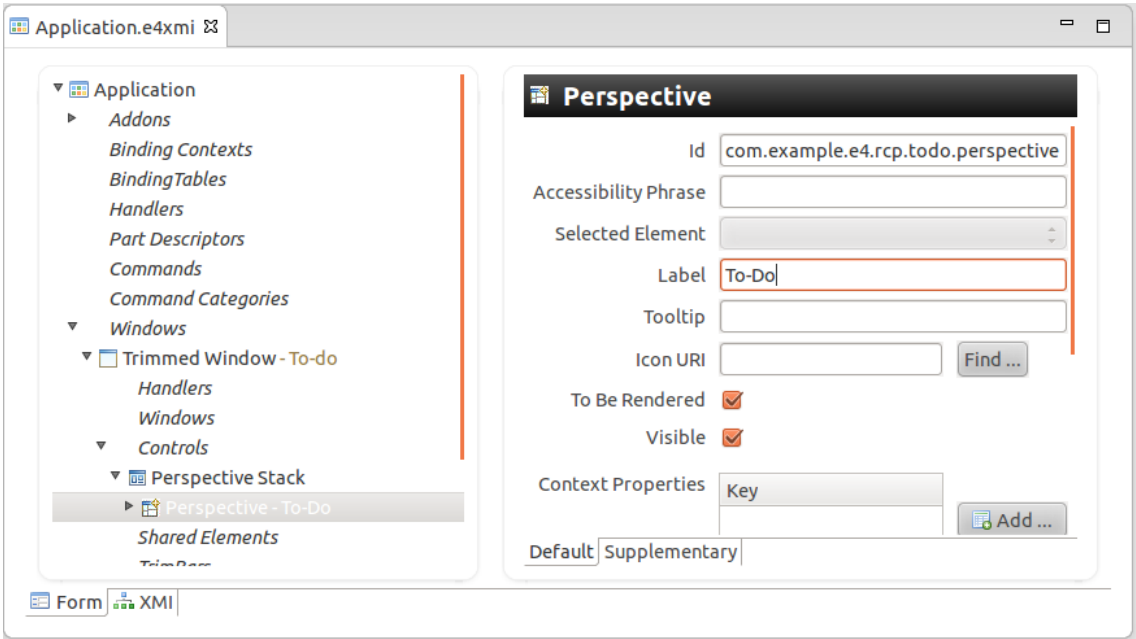 Application.e4xmi
Application
Addons
Binding Contexts
BindingTables
Handlers
Part Descriptors
Commands
Command Categories
Windows
Trimmed Window - To-do
Handlers
Windows
Controls
Perspective Stack
Perspective - To-Do
Shared Elements
TrimBars
Perspective
Id com.example.e4.rcp.todo.perspective
Accessibility Phrase
Selected Element
Label To-Do
Tooltip
Icon URI Find ...
To Be Rendered
Visible
Context Properties Key
Add ...
Default Supplementary
Form XMI